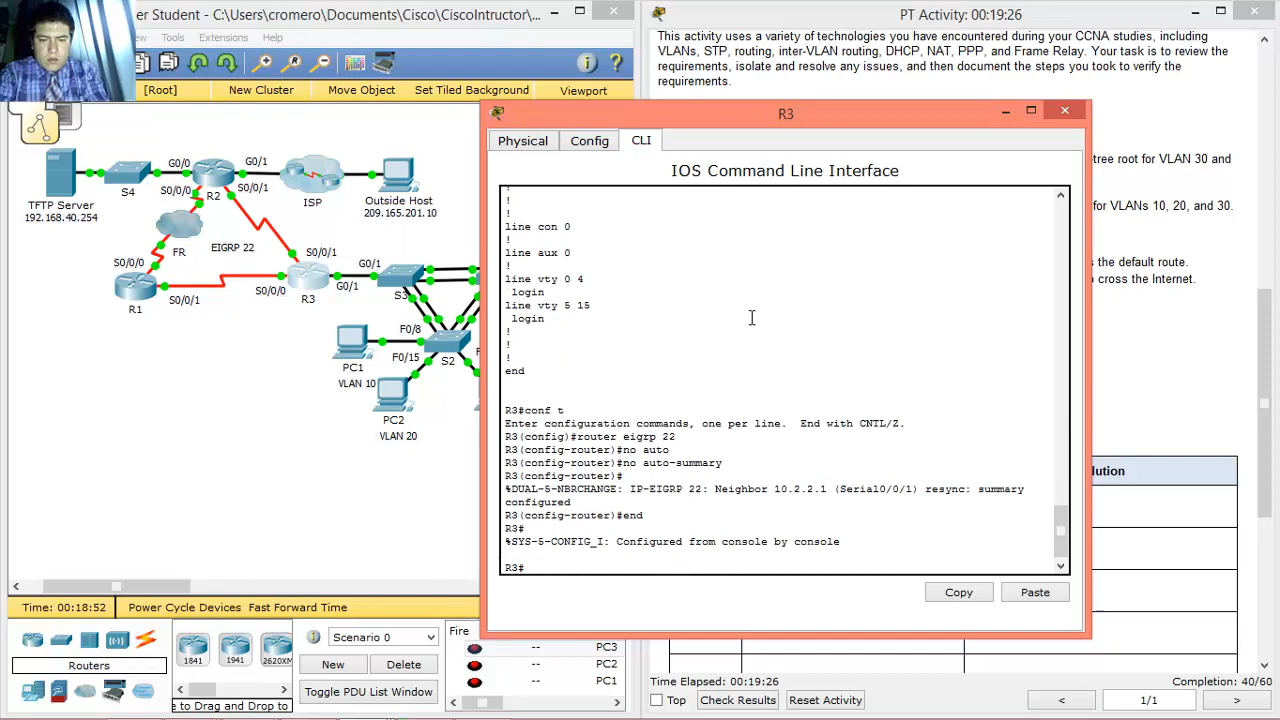 er Student - C:\Users\cromero\Documents\Cisco\CiscoIntructor/...
PT Activity: 00:19:26
View Tools Extensions Help
[Root] New Cluster Move Object Set Tiled Background Viewport
This activity uses a variety of technologies you have encountered during your CCNA studies, including
VLANs, STP, routing, inter-VLAN routing, DHCP, NAT, PPP, and Frame Relay. Your task is to review the
requirements, isolate and resolve any issues, and then document the steps you took to verify the
requirements.
tree root for VLAN 30 and
for VLANs 10, 20, and 30.
s the default route.
o cross the Internet.
lution
G0/0
G0/1
S4
R2
S0/0/0
S0/0/1
ISP
Outside Host
209.165.201.10
TFTP Server
192.168.40.254
FR
EIGRP 22
S0/0/1
S0/0/0
G0/1
S3
R1
S0/0/1
S0/0/0
R3
G0/1
F0/8
PC1
VLAN 10
F0/15
S2
F
PC2
VLAN 20
R3
Physical Config CLI
IOS Command Line Interface
!
!
!
line con 0
!
line aux 0
!
line vty 0 4
login
line vty 5 15
login
!
!
!
end
R3#conf t
Enter configuration commands, one per line. End with CNTL/Z.
R3(config)#router eigrp 22
R3(config-router)#no auto
R3(config-router)#no auto-summary
R3(config-router)#
%DUAL-5-NBRCHANGE: IP-EIGRP 22: Neighbor 10.2.2.1 (Serial0/0/1) resync: summary
configured
R3(config-router)#end
R3#
%SYS-5-CONFIG_I: Configured from console by console
R3#
Copy Paste
Time: 00:18:52 Power Cycle Devices Fast Forward Time
Routers
1841 1941 2620XM
e to Drag and Drop to
Scenario 0
New Delete
Toggle PDU List Window
Fire
-- PC3
-- PC2
-- PC1
Time Elapsed: 00:19:26
Completion: 40/60
Top Check Results Reset Activity < 1/1 >